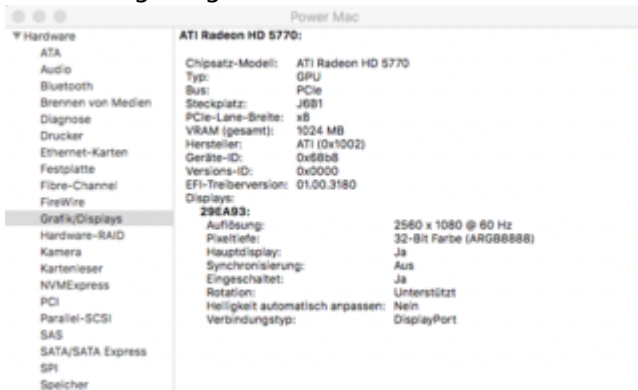 Power Mac
Hardware
ATA
Audio
Bluetooth
Brennen von Medien
Diagnose
Drucker
Ethernet-Karten
Festplatte
Fibre-Channel
FireWire
Grafik/Displays
Hardware-RAID
Kamera
Kartenleser
NVMExpress
PCI
Parallel-SCSI
SAS
SATA/SATA Express
SPI
Speicher
ATI Radeon HD 5770:
Chipsatz-Modell: ATI Radeon HD 5770
Typ: GPU
Bus: PCIe
Steckplatz: J6B1
PCIe-Lane-Breite: x8
VRAM (gesamt): 1024 MB
Hersteller: ATI (0x1002)
Geräte-ID: 0x68b8
Versions-ID: 0x0000
EFI-Treiberversion: 01.00.3180
Displays:
29EA93:
Auflösung: 2560 x 1080 @ 60 Hz
Pixeltiefe: 32-Bit Farbe (ARGB8888)
Hauptdisplay: Ja
Synchronisierung: Aus
Eingeschaltet: Ja
Rotation: Unterstützt
Helligkeit automatisch anpassen: Nein
Verbindungstyp: DisplayPort